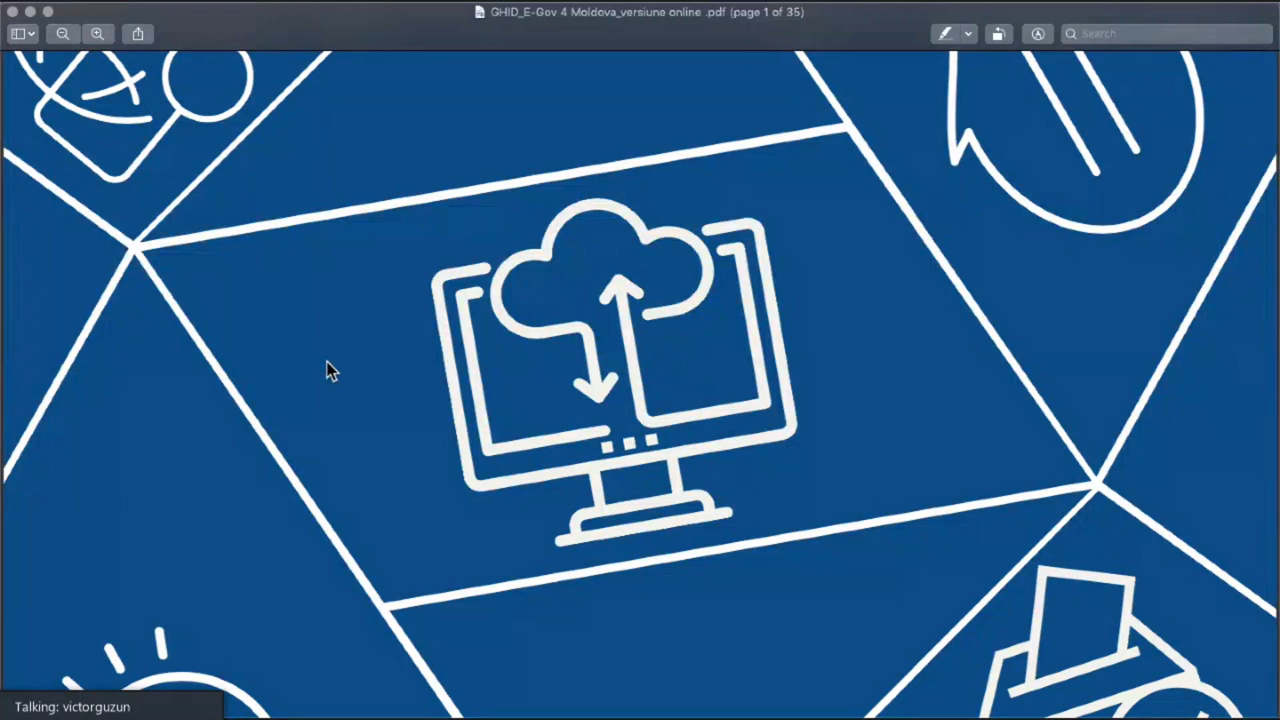 GHID_E-Gov 4 Moldova_versiune online .pdf (page 1 of 35)
Search
Talking: victorguzun